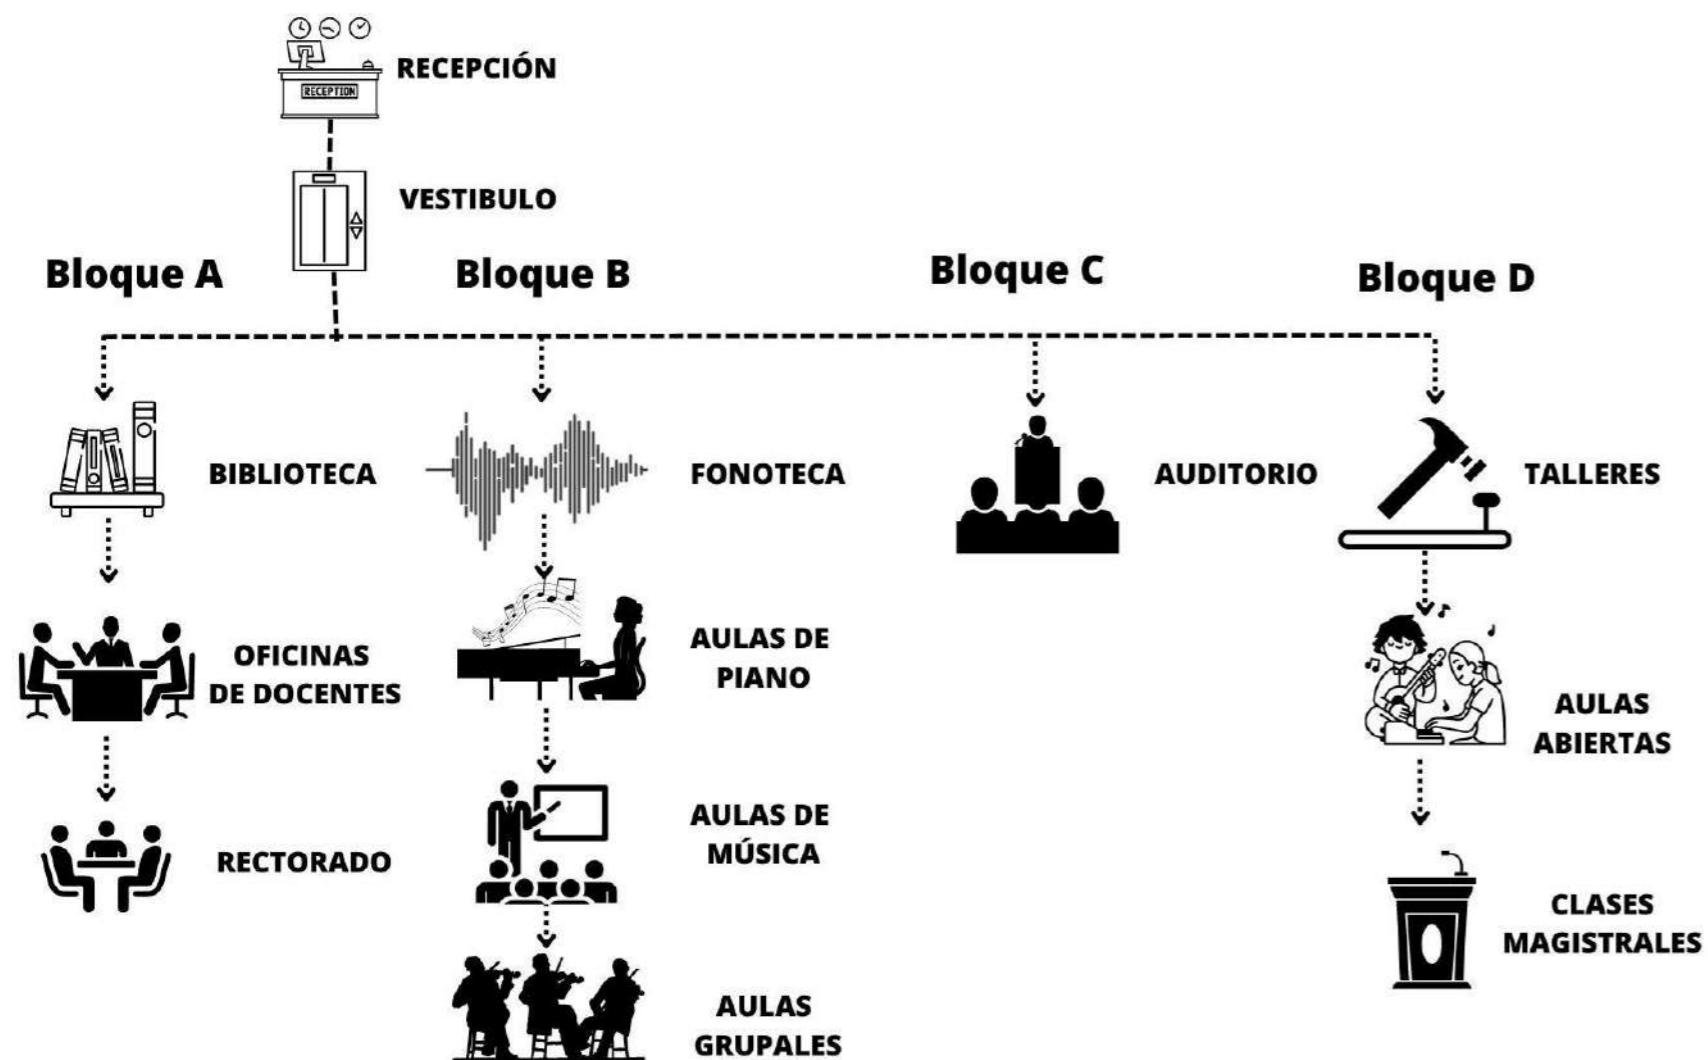 RECEPTION
RECEPCIÓN
VESTIBULO
Bloque A
Bloque B
Bloque C
Bloque D
BIBLIOTECA
FONOTECA
AUDITORIO
TALLERES
OFICINAS
DE DOCENTES
AULAS DE
PIANO
AULAS
ABIERTAS
RECTORADO
AULAS DE
MÚSICA
CLASES
MAGISTRALES
AULAS
GRUPALES